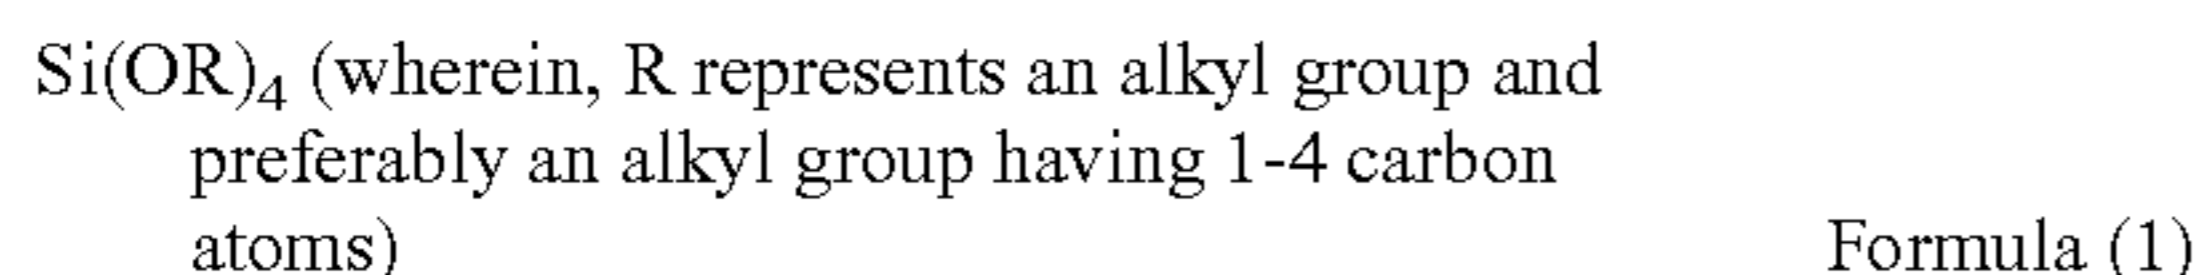 Si(OR)₄ (wherein, R represents an alkyl group and
preferably an alkyl group having 1-4 carbon
atoms) Formula (1)